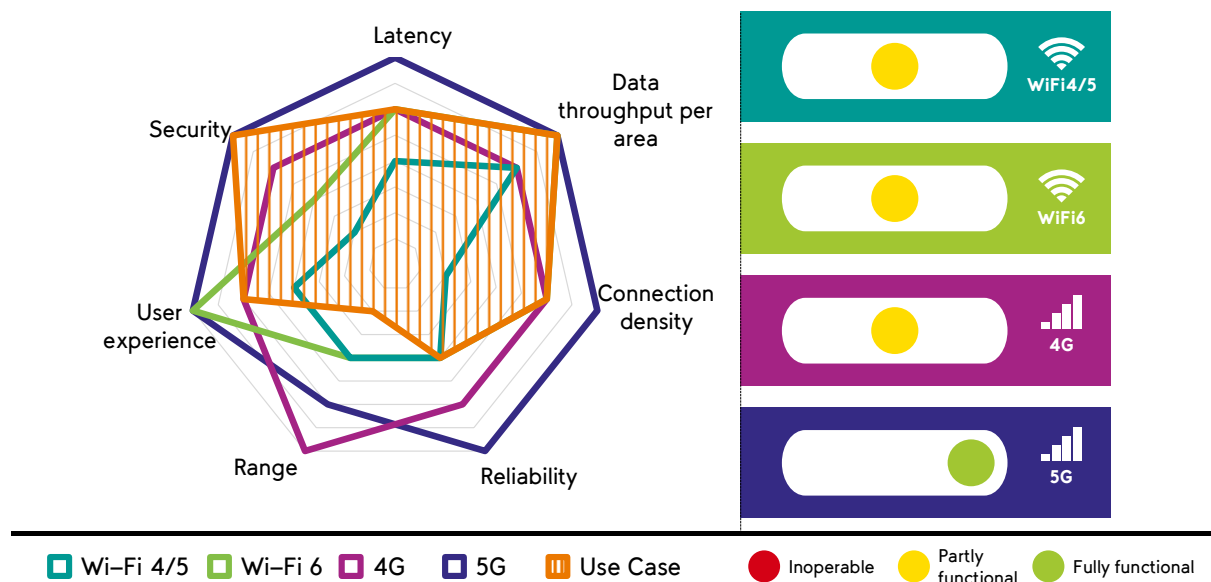 Latency
Data
throughput per
area
Security
Connection
density
User
experience
Range
Reliability
WiFi4/5
WiFi6
4G
5G
Wi–Fi 4/5
Wi–Fi 6
4G
5G
Use Case
Inoperable
Partly
functional
Fully functional